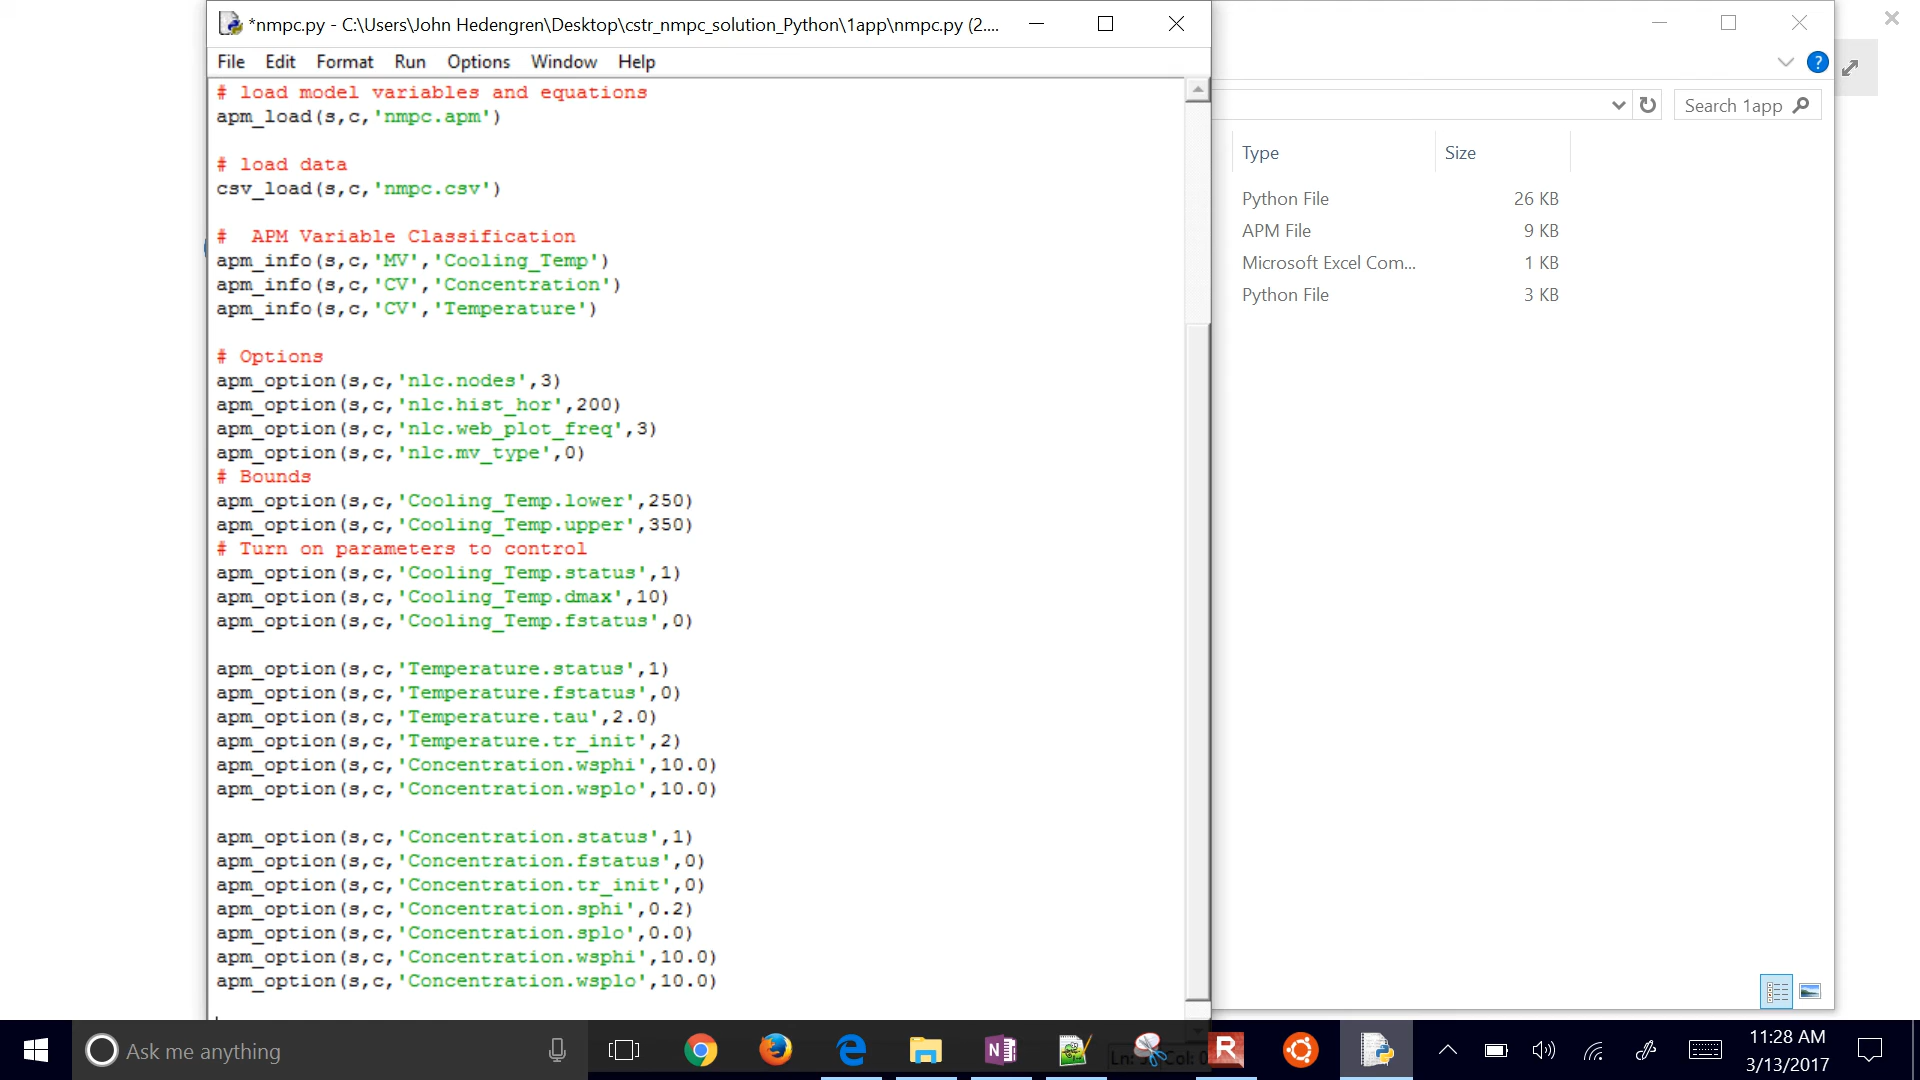 *nmpc.py - C:\Users\John Hedengren\Desktop\cstr_nmpc_solution_Python\1app\nmpc.py (2....
File Edit Format Run Options Window Help
# load model variables and equations
apm_load(s,c,'nmpc.apm')
# load data
csv_load(s,c,'nmpc.csv')
#  APM Variable Classification
apm_info(s,c,'MV','Cooling_Temp')
apm_info(s,c,'CV','Concentration')
apm_info(s,c,'CV','Temperature')
# Options
apm_option(s,c,'nlc.nodes',3)
apm_option(s,c,'nlc.hist_hor',200)
apm_option(s,c,'nlc.web_plot_freq',3)
apm_option(s,c,'nlc.mv_type',0)
# Bounds
apm_option(s,c,'Cooling_Temp.lower',250)
apm_option(s,c,'Cooling_Temp.upper',350)
# Turn on parameters to control
apm_option(s,c,'Cooling_Temp.status',1)
apm_option(s,c,'Cooling_Temp.dmax',10)
apm_option(s,c,'Cooling_Temp.fstatus',0)
apm_option(s,c,'Temperature.status',1)
apm_option(s,c,'Temperature.fstatus',0)
apm_option(s,c,'Temperature.tau',2.0)
apm_option(s,c,'Temperature.tr_init',2)
apm_option(s,c,'Concentration.wsphi',10.0)
apm_option(s,c,'Concentration.wsplo',10.0)
apm_option(s,c,'Concentration.status',1)
apm_option(s,c,'Concentration.fstatus',0)
apm_option(s,c,'Concentration.tr_init',0)
apm_option(s,c,'Concentration.sphi',0.2)
apm_option(s,c,'Concentration.splo',0.0)
apm_option(s,c,'Concentration.wsphi',10.0)
apm_option(s,c,'Concentration.wsplo',10.0)
Search 1app
Type Size
Python File 26 KB
APM File 9 KB
Microsoft Excel Com... 1 KB
Python File 3 KB
Ask me anything
11:28 AM
3/13/2017